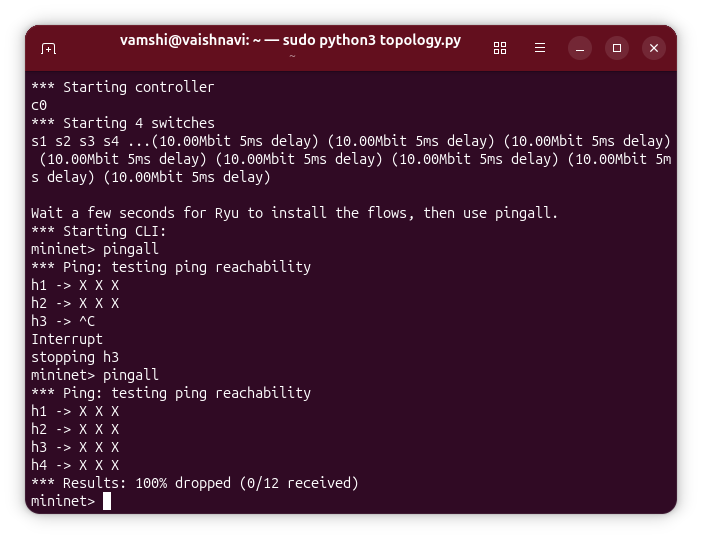 vamshi@vaishnavi: ~ — sudo python3 topology.py
~
*** Starting controller
c0
*** Starting 4 switches
s1 s2 s3 s4 ...(10.00Mbit 5ms delay) (10.00Mbit 5ms delay) (10.00Mbit 5ms delay)
 (10.00Mbit 5ms delay) (10.00Mbit 5ms delay) (10.00Mbit 5ms delay) (10.00Mbit 5m
s delay) (10.00Mbit 5ms delay)
Wait a few seconds for Ryu to install the flows, then use pingall.
*** Starting CLI:
mininet> pingall
*** Ping: testing ping reachability
h1 -> X X X
h2 -> X X X
h3 -> ^C
Interrupt
stopping h3
mininet> pingall
*** Ping: testing ping reachability
h1 -> X X X
h2 -> X X X
h3 -> X X X
h4 -> X X X
*** Results: 100% dropped (0/12 received)
mininet>